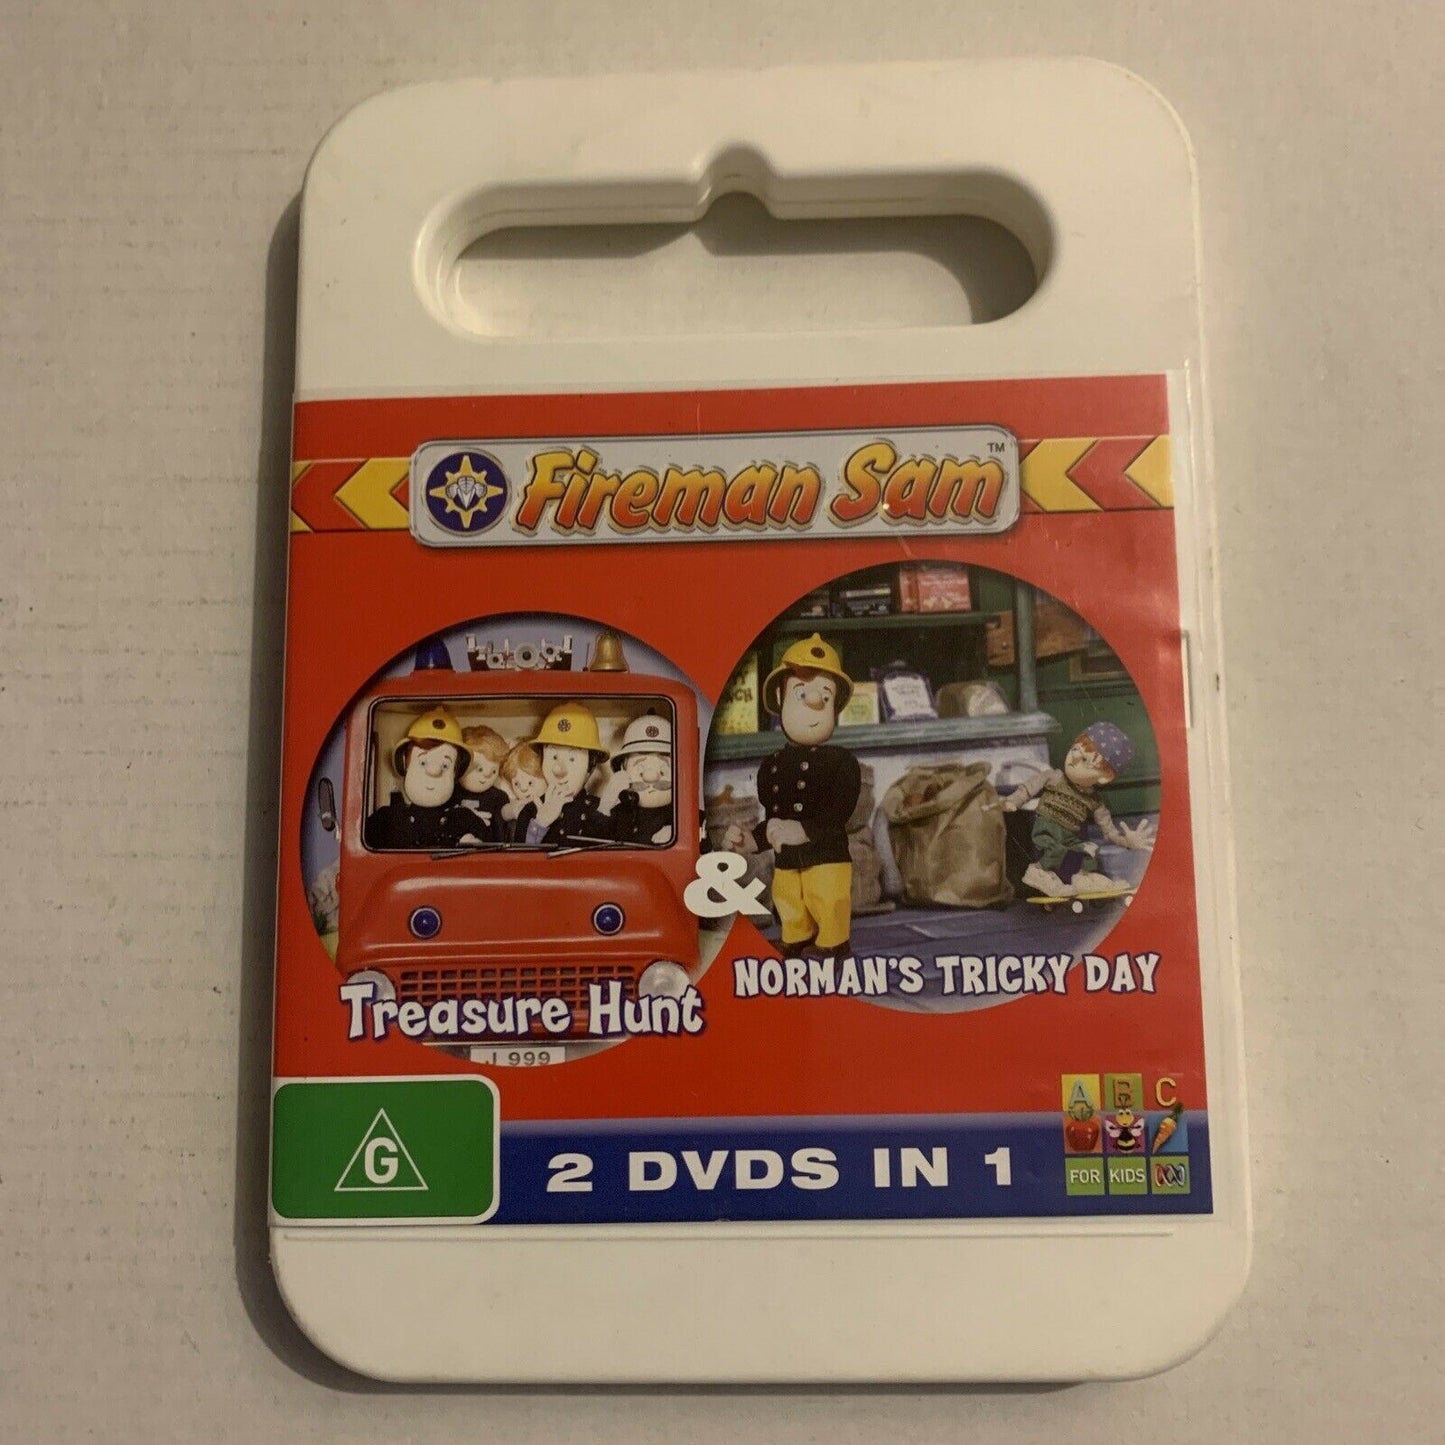 Fireman Sam™
&
Treasure Hunt
NORMAN'S TRICKY DAY
J 999
G
2 DVDS IN 1
A B C
FOR KIDS